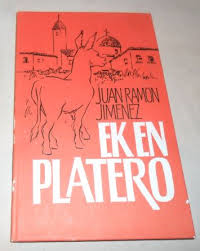 JUAN RAMON
JIMENEZ
EK EN
PLATERO